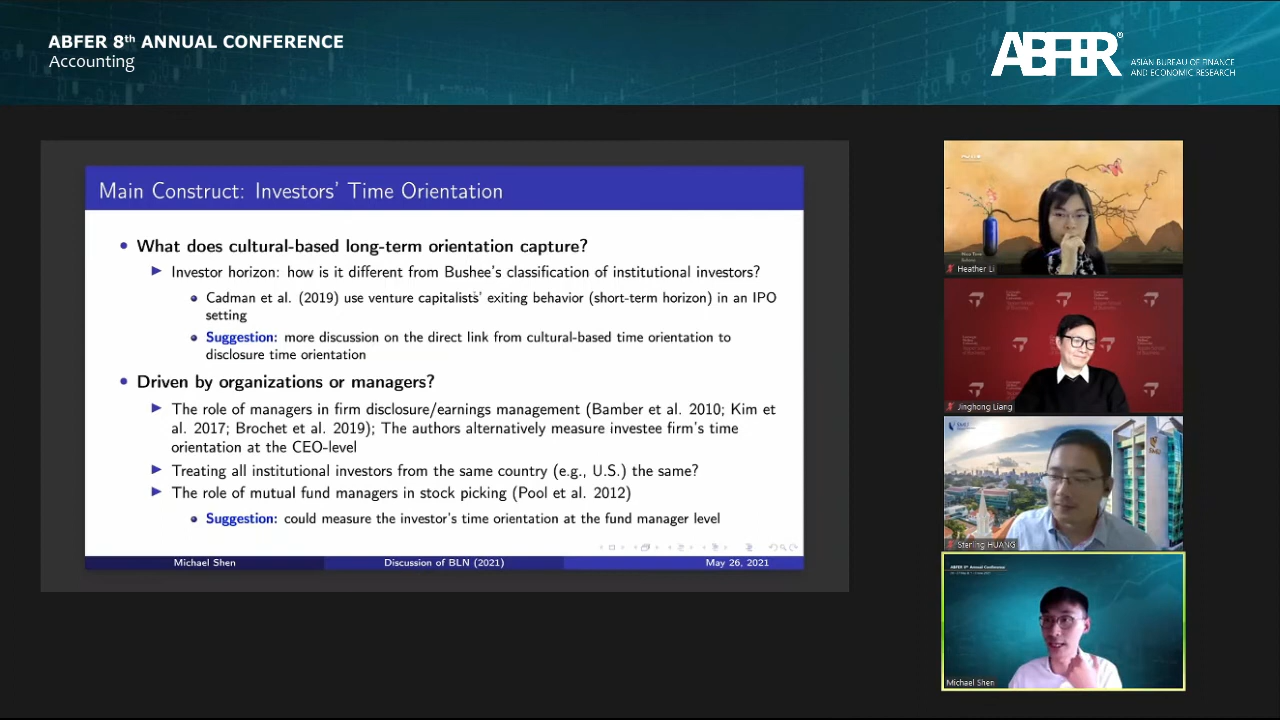 ABFER 8th ANNUAL CONFERENCE
Accounting
ABFER®
ASIAN BUREAU OF FINANCE
AND ECONOMIC RESEARCH
Main Construct: Investors' Time Orientation
• What does cultural-based long-term orientation capture?
▶ Investor horizon: how is it different from Bushee's classification of institutional investors?
• Cadman et al. (2019) use venture capitalists' exiting behavior (short-term horizon) in an IPO
setting
• Suggestion: more discussion on the direct link from cultural-based time orientation to
disclosure time orientation
• Driven by organizations or managers?
▶ The role of managers in firm disclosure/earnings management (Bamber et al. 2010; Kim et
al. 2017; Brochet et al. 2019); The authors alternatively measure investee firm's time
orientation at the CEO-level
▶ Treating all institutional investors from the same country (e.g., U.S.) the same?
▶ The role of mutual fund managers in stock picking (Pool et al. 2012)
• Suggestion: could measure the investor's time orientation at the fund manager level
Michael Shen
Discussion of BLN (2021)
May 26, 2021
Heather Li
Jinghong Liang
SMU
Sterling HUANG
ABFER 8th Annual Conference
Michael Shen